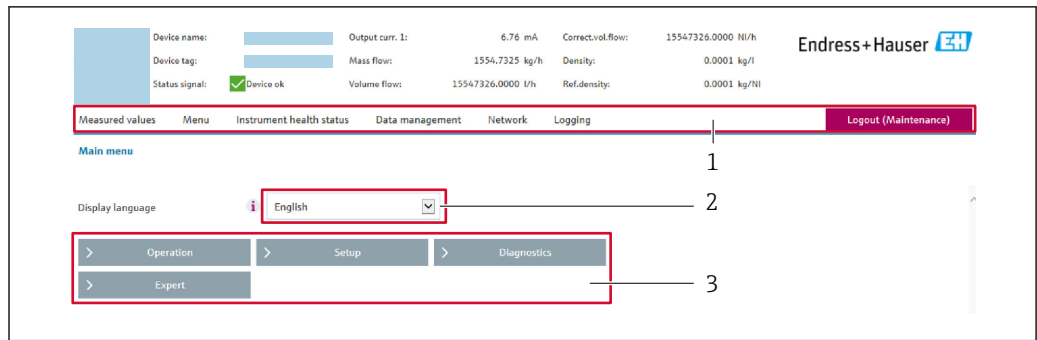 Device name: Output curr. 1: 6.76 mA Correct.vol.flow: 15547326.0000 Nl/h
Endress+Hauser EH
Device tag: Mass flow: 1554.7325 kg/h Density: 0.0001 kg/l
Status signal: Device ok Volume flow: 15547326.0000 l/h Ref.density: 0.0001 kg/Nl
Measured values Menu Instrument health status Data management Network Logging Logout (Maintenance)
1
Main menu
Display language i English 2
> Operation > Setup > Diagnostics
> Expert 3